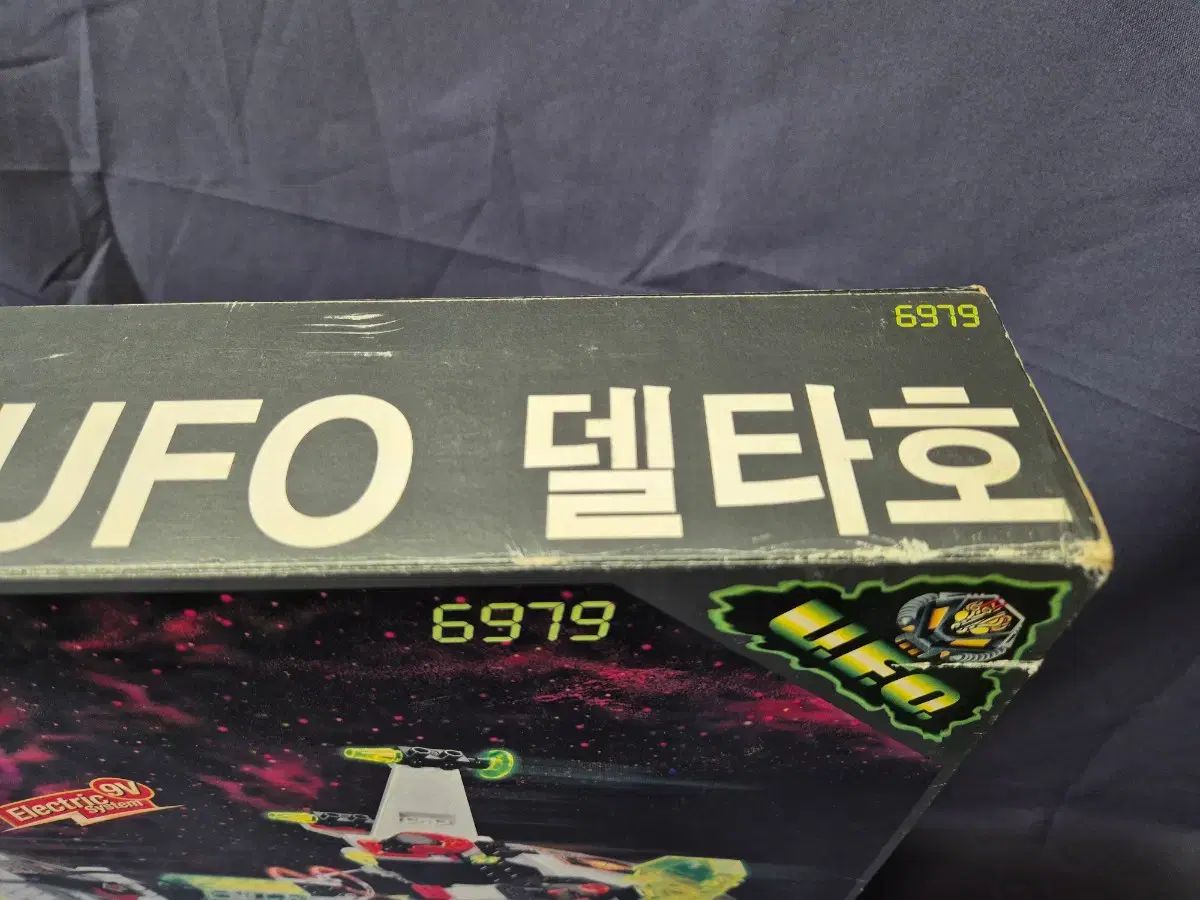 6979
UFO 델타호
6979
U.F.O.
Electric 9V
system